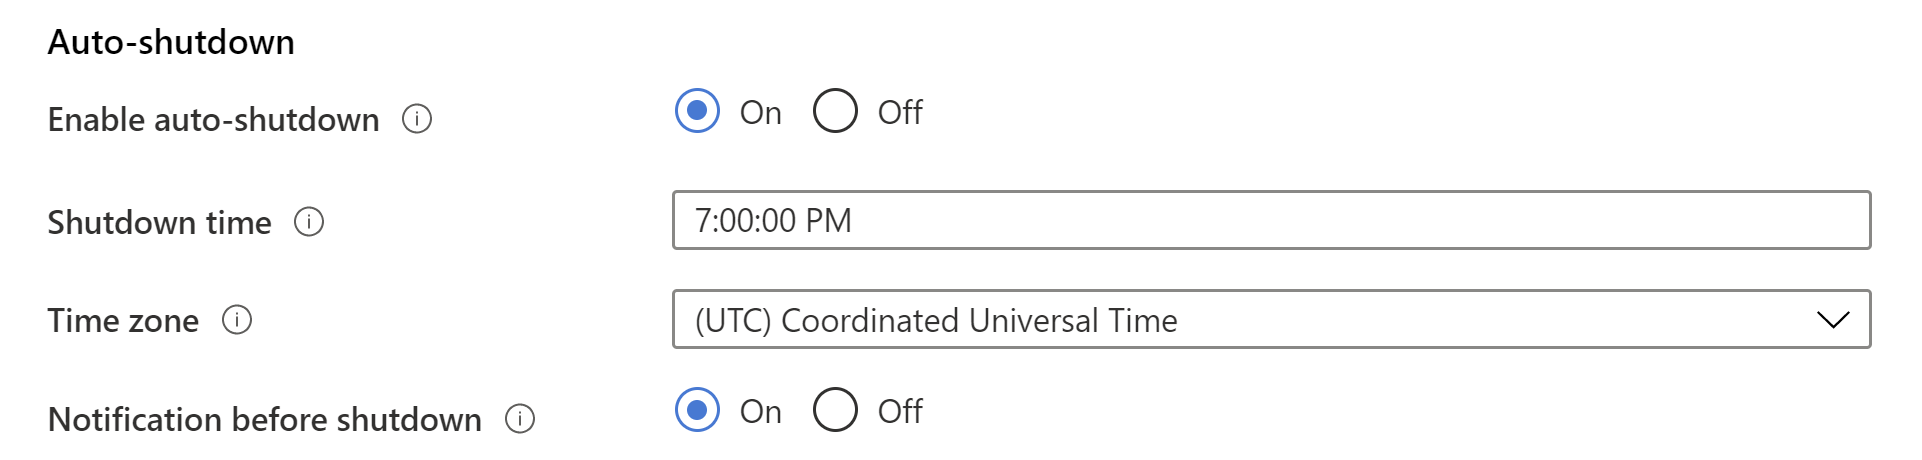 Auto-shutdown
Enable auto-shutdown On Off
Shutdown time 7:00:00 PM
Time zone (UTC) Coordinated Universal Time
Notification before shutdown On Off